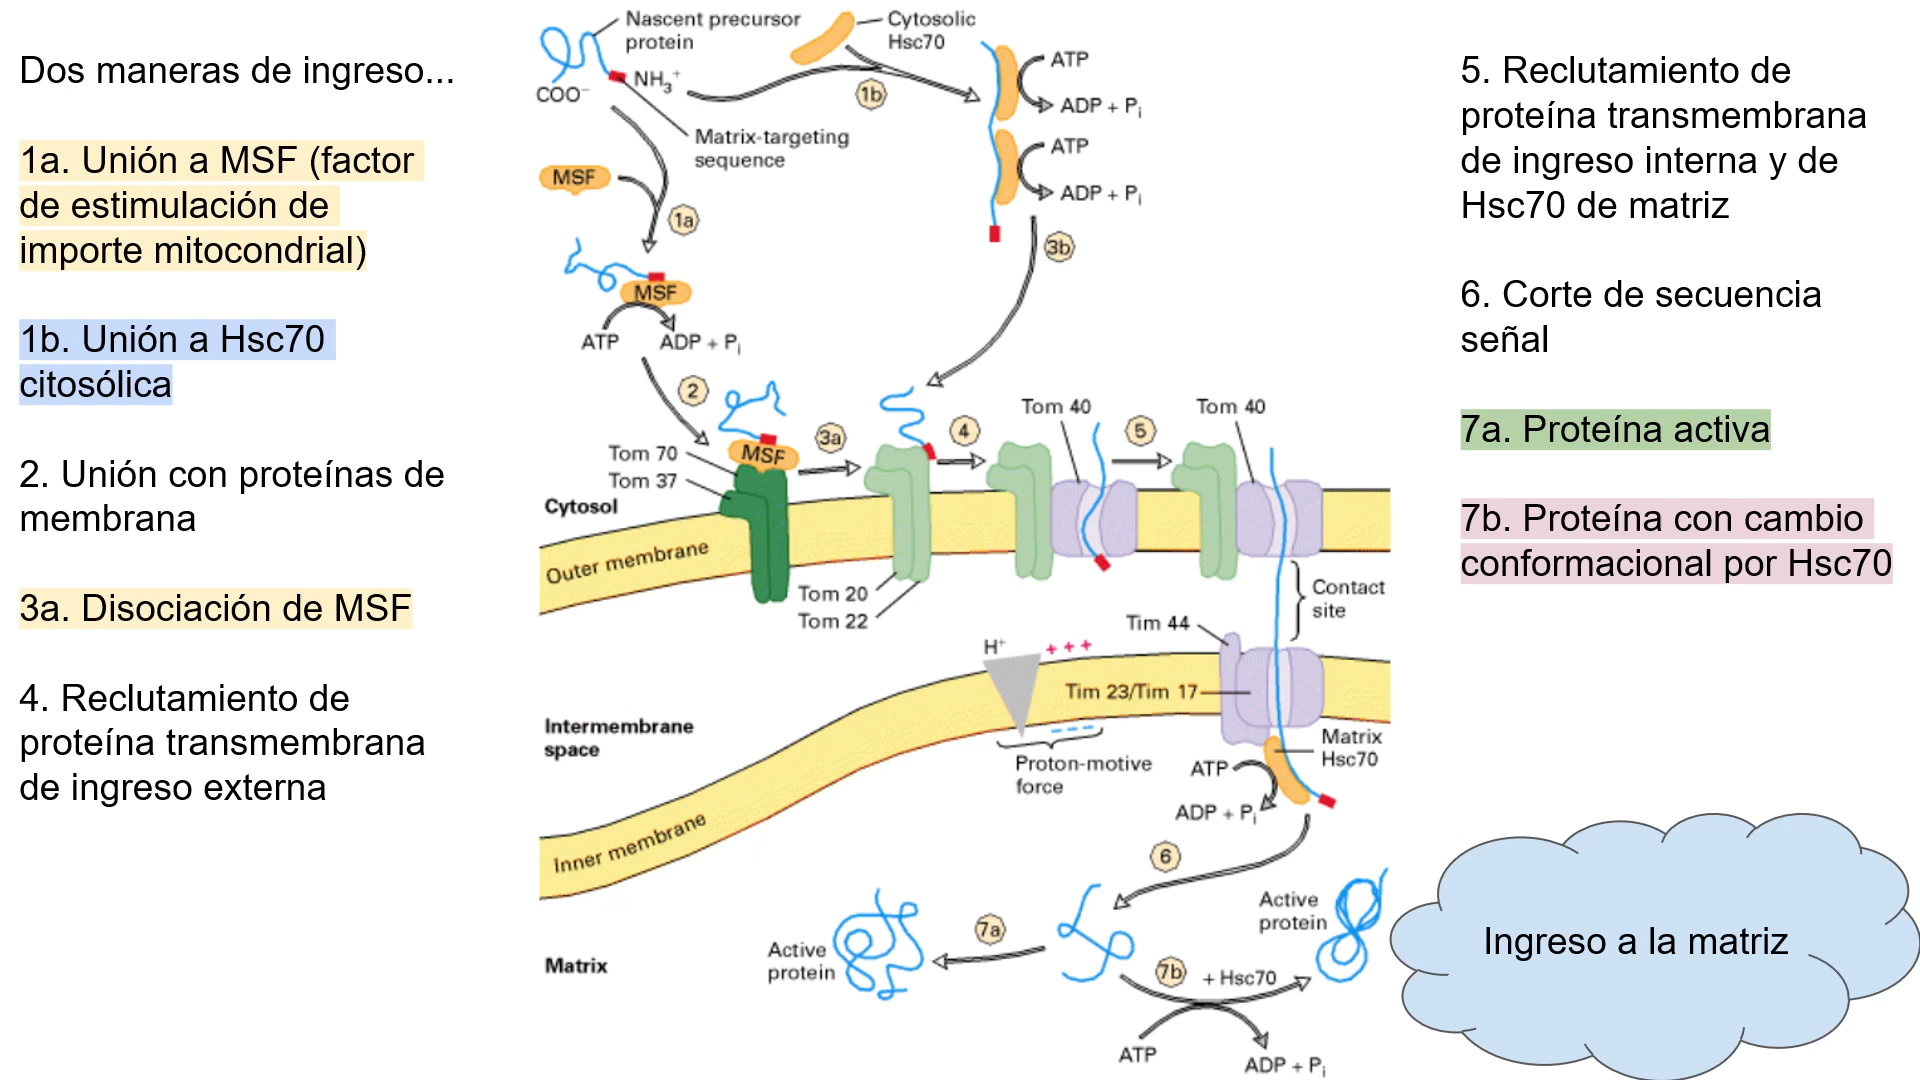 Dos maneras de ingreso...
1a. Unión a MSF (factor
de estimulación de
importe mitocondrial)
1b. Unión a Hsc70
citosólica
2. Unión con proteínas de
membrana
3a. Disociación de MSF
4. Reclutamiento de
proteína transmembrana
de ingreso externa
Nascent precursor
protein
Cytosolic
Hsc70
NH3+
COO−
Matrix-targeting
sequence
1b
ATP
ADP + Pi
ATP
ADP + Pi
MSF
1a
3b
MSF
ATP
ADP + Pi
2
3a
4
Tom 40
5
Tom 40
MSF
Tom 70
Tom 37
Cytosol
Outer membrane
Tom 20
Tom 22
Contact
site
Tim 44
H+
+ + +
Tim 23/Tim 17
Intermembrane
space
– – –
Proton-motive
force
Matrix
Hsc70
ATP
ADP + Pi
Inner membrane
6
Active
protein
7a
Active
protein
Matrix
7b
+ Hsc70
ATP
ADP + Pi
5. Reclutamiento de
proteína transmembrana
de ingreso interna y de
Hsc70 de matriz
6. Corte de secuencia
señal
7a. Proteína activa
7b. Proteína con cambio
conformacional por Hsc70
Ingreso a la matriz